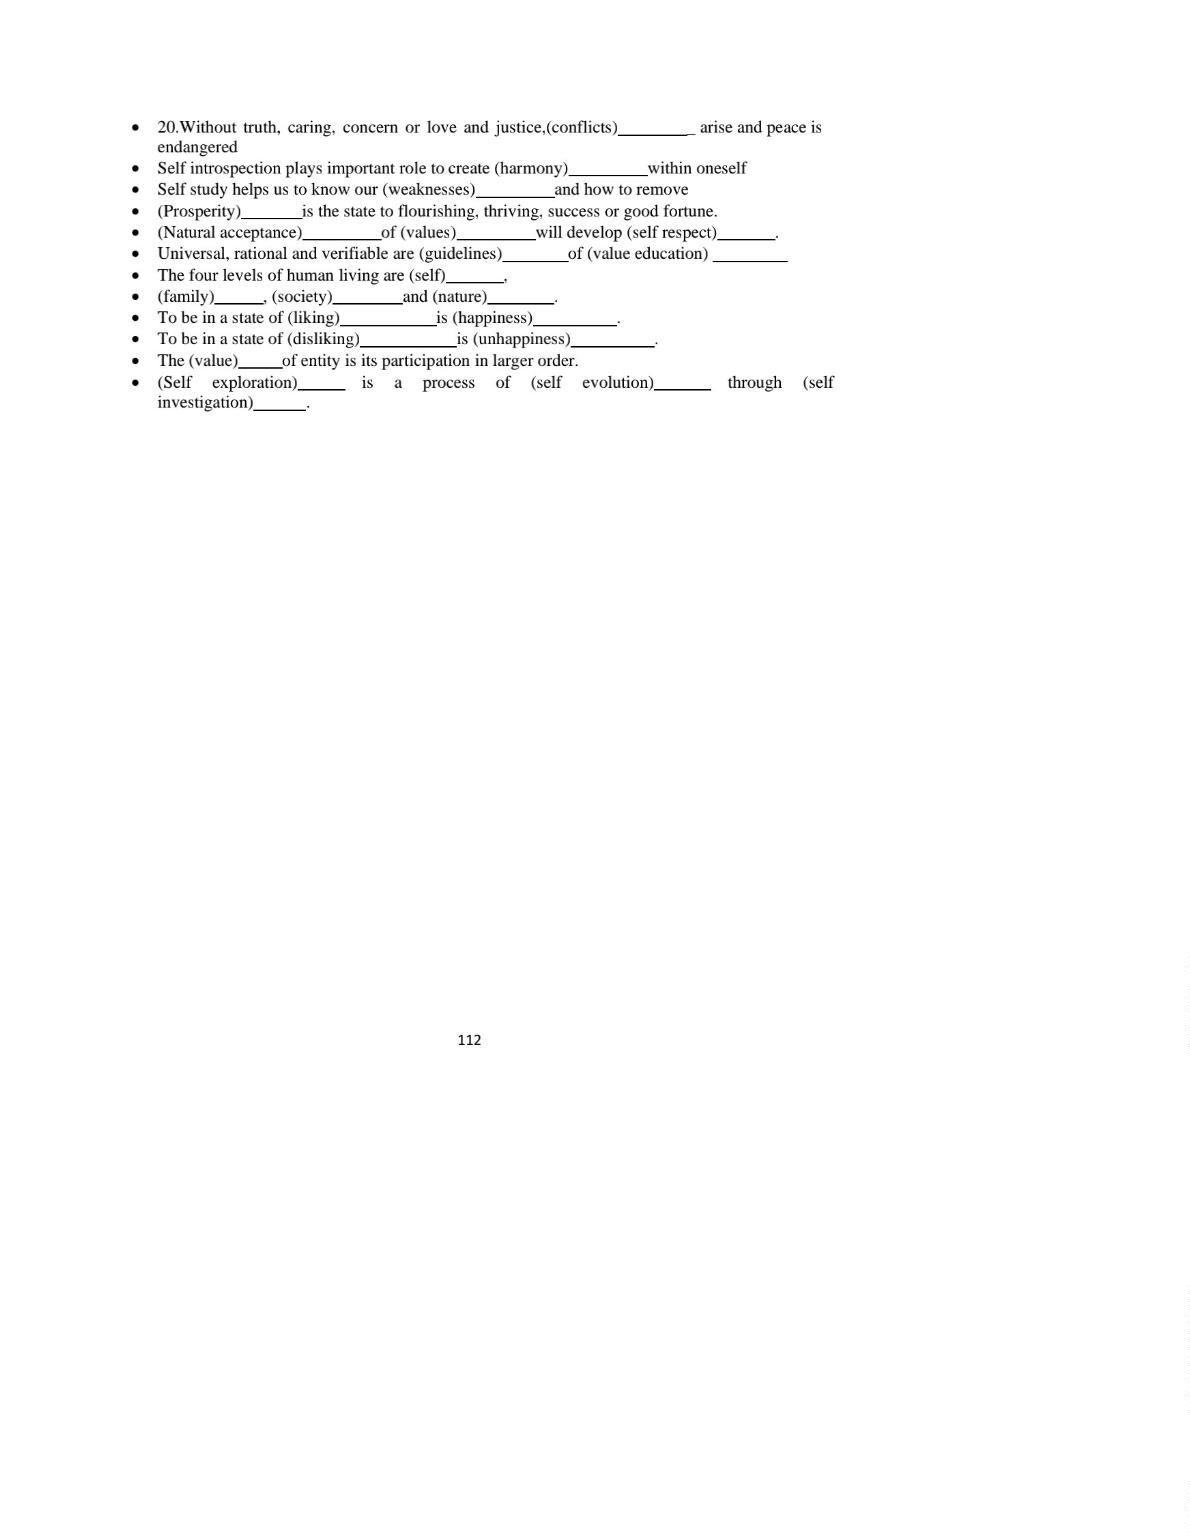 • 20.Without truth, caring, concern or love and justice,(conflicts)_________ arise and peace is
endangered
• Self introspection plays important role to create (harmony)_________within oneself
• Self study helps us to know our (weaknesses)_________and how to remove
• (Prosperity)_______is the state to flourishing, thriving, success or good fortune.
• (Natural acceptance)_________of (values)_________will develop (self respect)_______.
• Universal, rational and verifiable are (guidelines)________of (value education) _________
• The four levels of human living are (self)_______,
• (family)______, (society)________and (nature)________.
• To be in a state of (liking)___________is (happiness)__________.
• To be in a state of (disliking)___________is (unhappiness)__________.
• The (value)_____of entity is its participation in larger order.
• (Self exploration)______ is a process of (self evolution)_______ through (self
investigation)______.
112